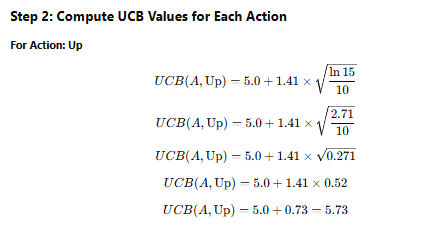 Step 2: Compute UCB Values for Each Action
For Action: Up
UCB(A, Up) = 5.0 + 1.41 × √(ln 15 / 10)
UCB(A, Up) = 5.0 + 1.41 × √(2.71 / 10)
UCB(A, Up) = 5.0 + 1.41 × √0.271
UCB(A, Up) = 5.0 + 1.41 × 0.52
UCB(A, Up) = 5.0 + 0.73 = 5.73